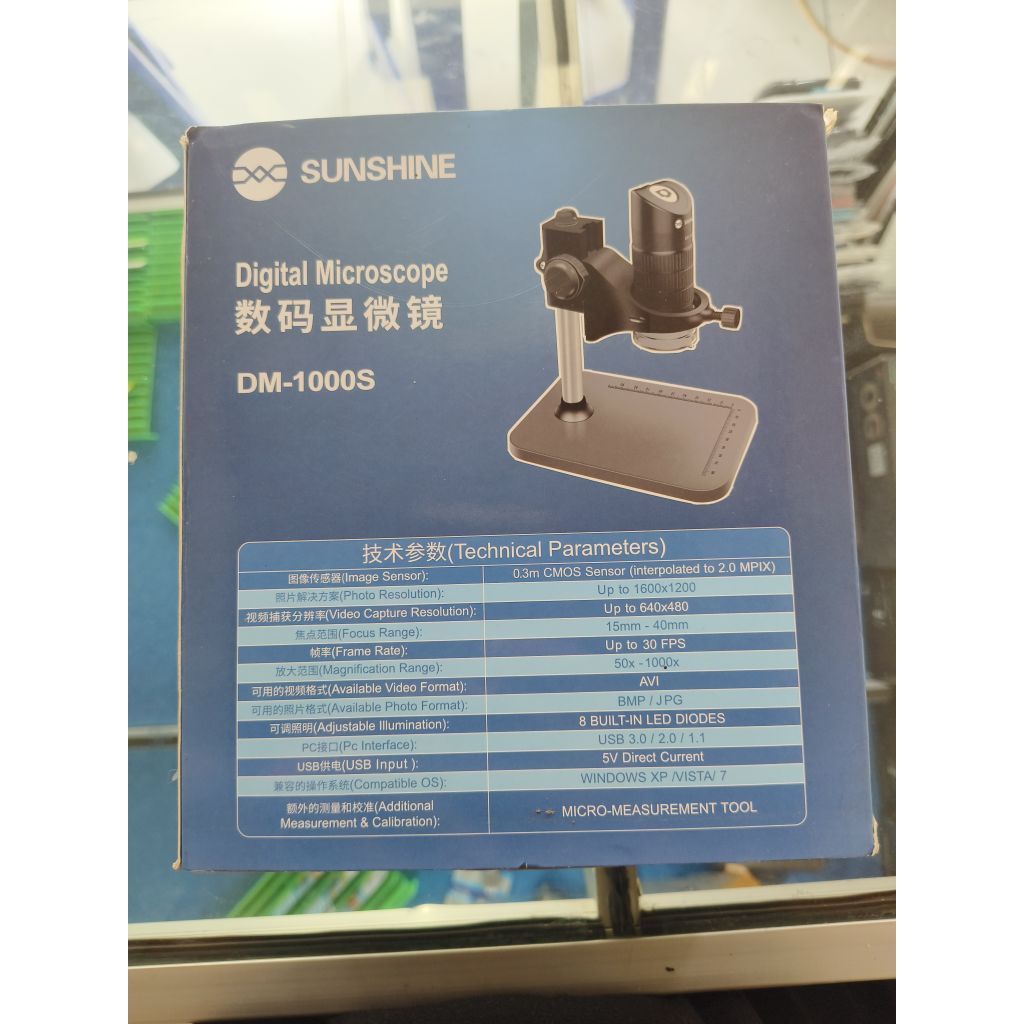 SUNSHINE
Digital Microscope
数码显微镜
DM-1000S
技术参数(Technical Parameters)
图像传感器(Image Sensor): 0.3m CMOS Sensor (interpolated to 2.0 MPIX)
照片解决方案(Photo Resolution): Up to 1600x1200
视频捕获分辨率(Video Capture Resolution): Up to 640x480
焦点范围(Focus Range): 15mm - 40mm
帧率(Frame Rate): Up to 30 FPS
放大范围(Magnification Range): 50x -1000x
可用的视频格式(Available Video Format): AVI
可用的照片格式(Available Photo Format): BMP / JPG
可调照明(Adjustable Illumination): 8 BUILT-IN LED DIODES
PC接口(Pc Interface): USB 3.0 / 2.0 / 1.1
USB供电(USB Input ): 5V Direct Current
兼容的操作系统(Compatible OS): WINDOWS XP /VISTA/ 7
额外的测量和校准(Additional
Measurement & Calibration): MICRO-MEASUREMENT TOOL